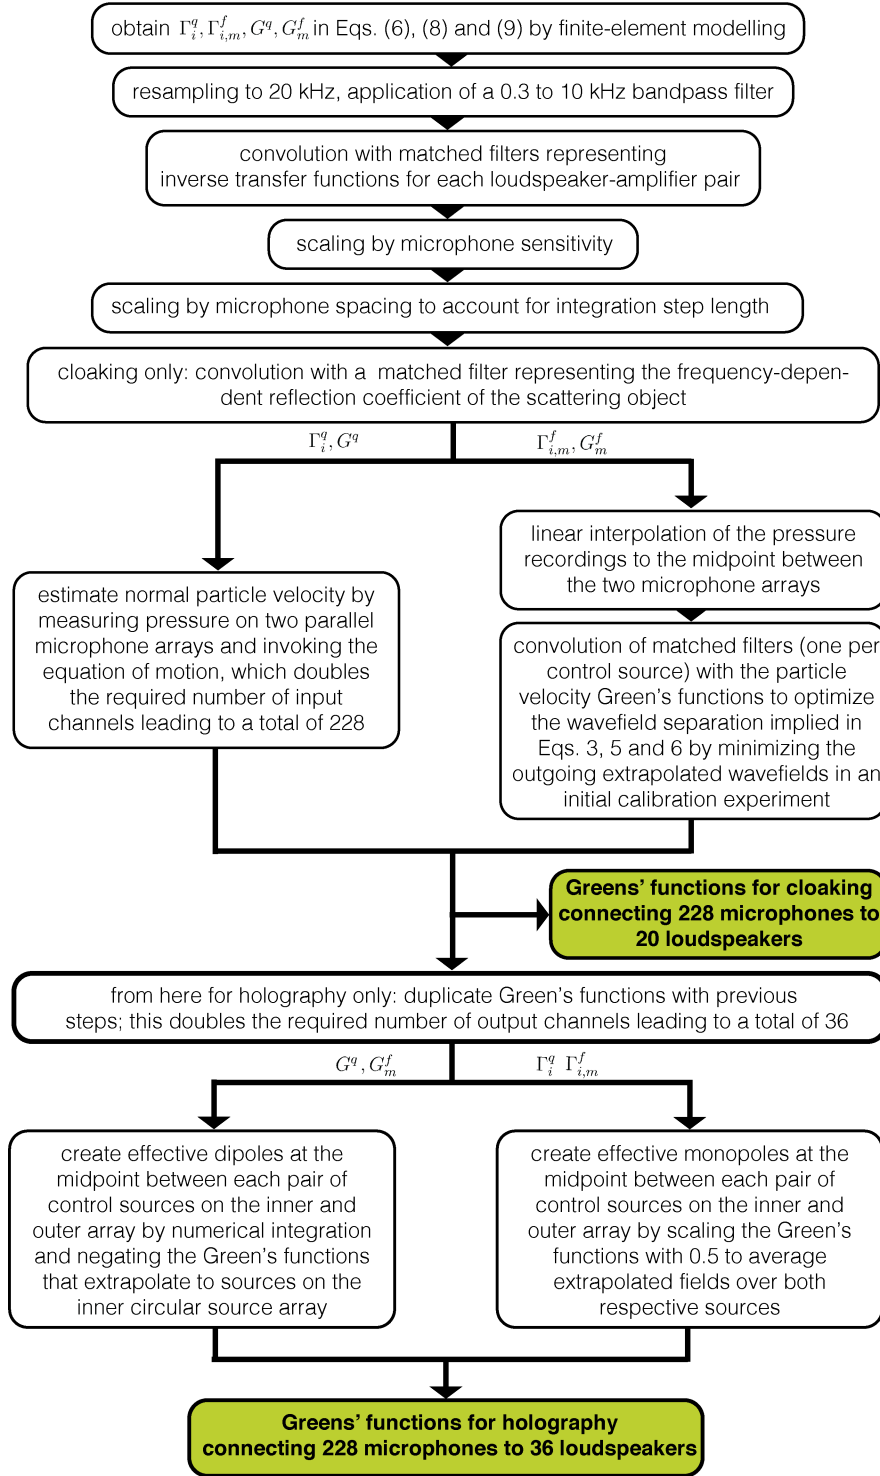 obtain Γ_i^q, Γ_{i,m}^f, G^q, G_m^f in Eqs. (6), (8) and (9) by finite-element modelling
resampling to 20 kHz, application of a 0.3 to 10 kHz bandpass filter
convolution with matched filters representing
inverse transfer functions for each loudspeaker-amplifier pair
scaling by microphone sensitivity
scaling by microphone spacing to account for integration step length
cloaking only: convolution with a matched filter representing the frequency-depen-
dent reflection coefficient of the scattering object
Γ_i^q, G^q
Γ_{i,m}^f, G_m^f
estimate normal particle velocity by
measuring pressure on two parallel
microphone arrays and invoking the
equation of motion, which doubles
the required number of input
channels leading to a total of 228
linear interpolation of the pressure
recordings to the midpoint between
the two microphone arrays
convolution of matched filters (one per
control source) with the particle
velocity Green's functions to optimize
the wavefield separation implied in
Eqs. 3, 5 and 6 by minimizing the
outgoing extrapolated wavefields in an
initial calibration experiment
Greens' functions for cloaking
connecting 228 microphones to
20 loudspeakers
from here for holography only: duplicate Green's functions with previous
steps; this doubles the required number of output channels leading to a total of 36
G^q, G_m^f
Γ_i^q Γ_{i,m}^f
create effective dipoles at the
midpoint between each pair of
control sources on the inner and
outer array by numerical integration
and negating the Green's functions
that extrapolate to sources on the
inner circular source array
create effective monopoles at the
midpoint between each pair of
control sources on the inner and
outer array by scaling the Green's
functions with 0.5 to average
extrapolated fields over both
respective sources
Greens' functions for holography
connecting 228 microphones to 36 loudspeakers